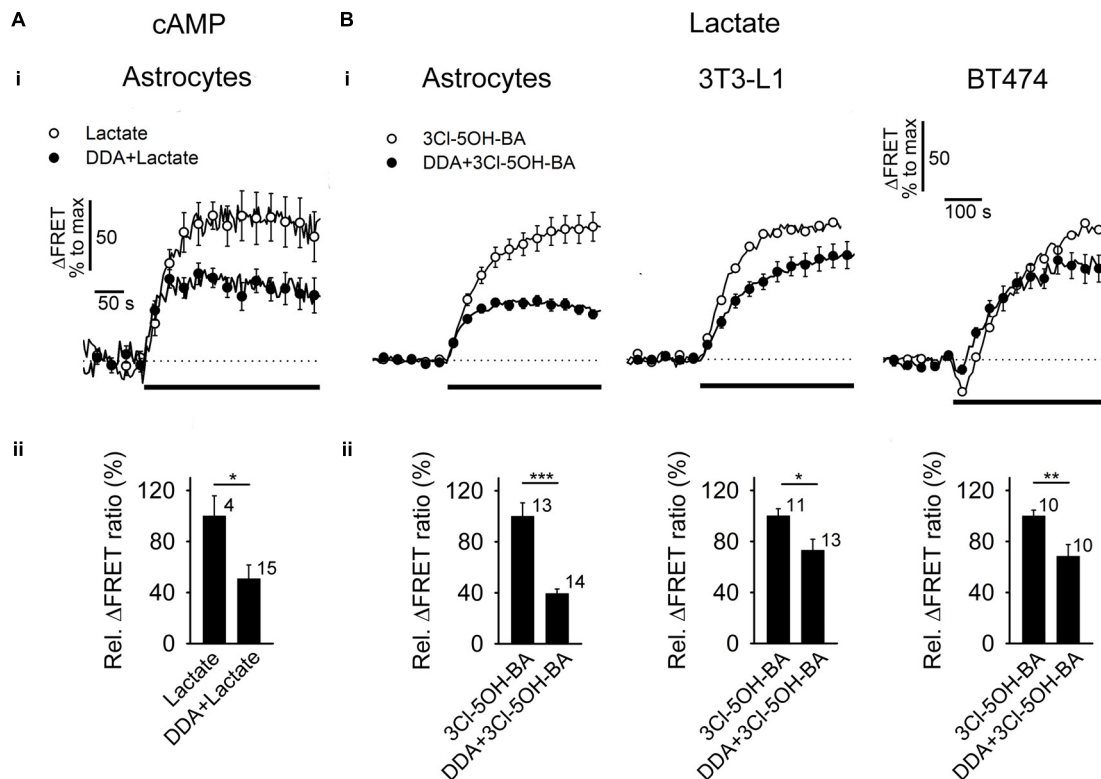 A
cAMP
i
Astrocytes
Lactate
DDA+Lactate
ΔFRET
% to max
50
50 s
B
Lactate
i
Astrocytes
3T3-L1
BT474
3Cl-5OH-BA
DDA+3Cl-5OH-BA
ΔFRET
% to max
50
100 s
ii
Rel. ΔFRET ratio (%)
120
80
40
0
*
4
15
Lactate
DDA+Lactate
ii
Rel. ΔFRET ratio (%)
120
80
40
0
***
13
14
3Cl-5OH-BA
DDA+3Cl-5OH-BA
Rel. ΔFRET ratio (%)
120
80
40
0
*
11
13
3Cl-5OH-BA
DDA+3Cl-5OH-BA
Rel. ΔFRET ratio (%)
120
80
40
0
**
10
10
3Cl-5OH-BA
DDA+3Cl-5OH-BA